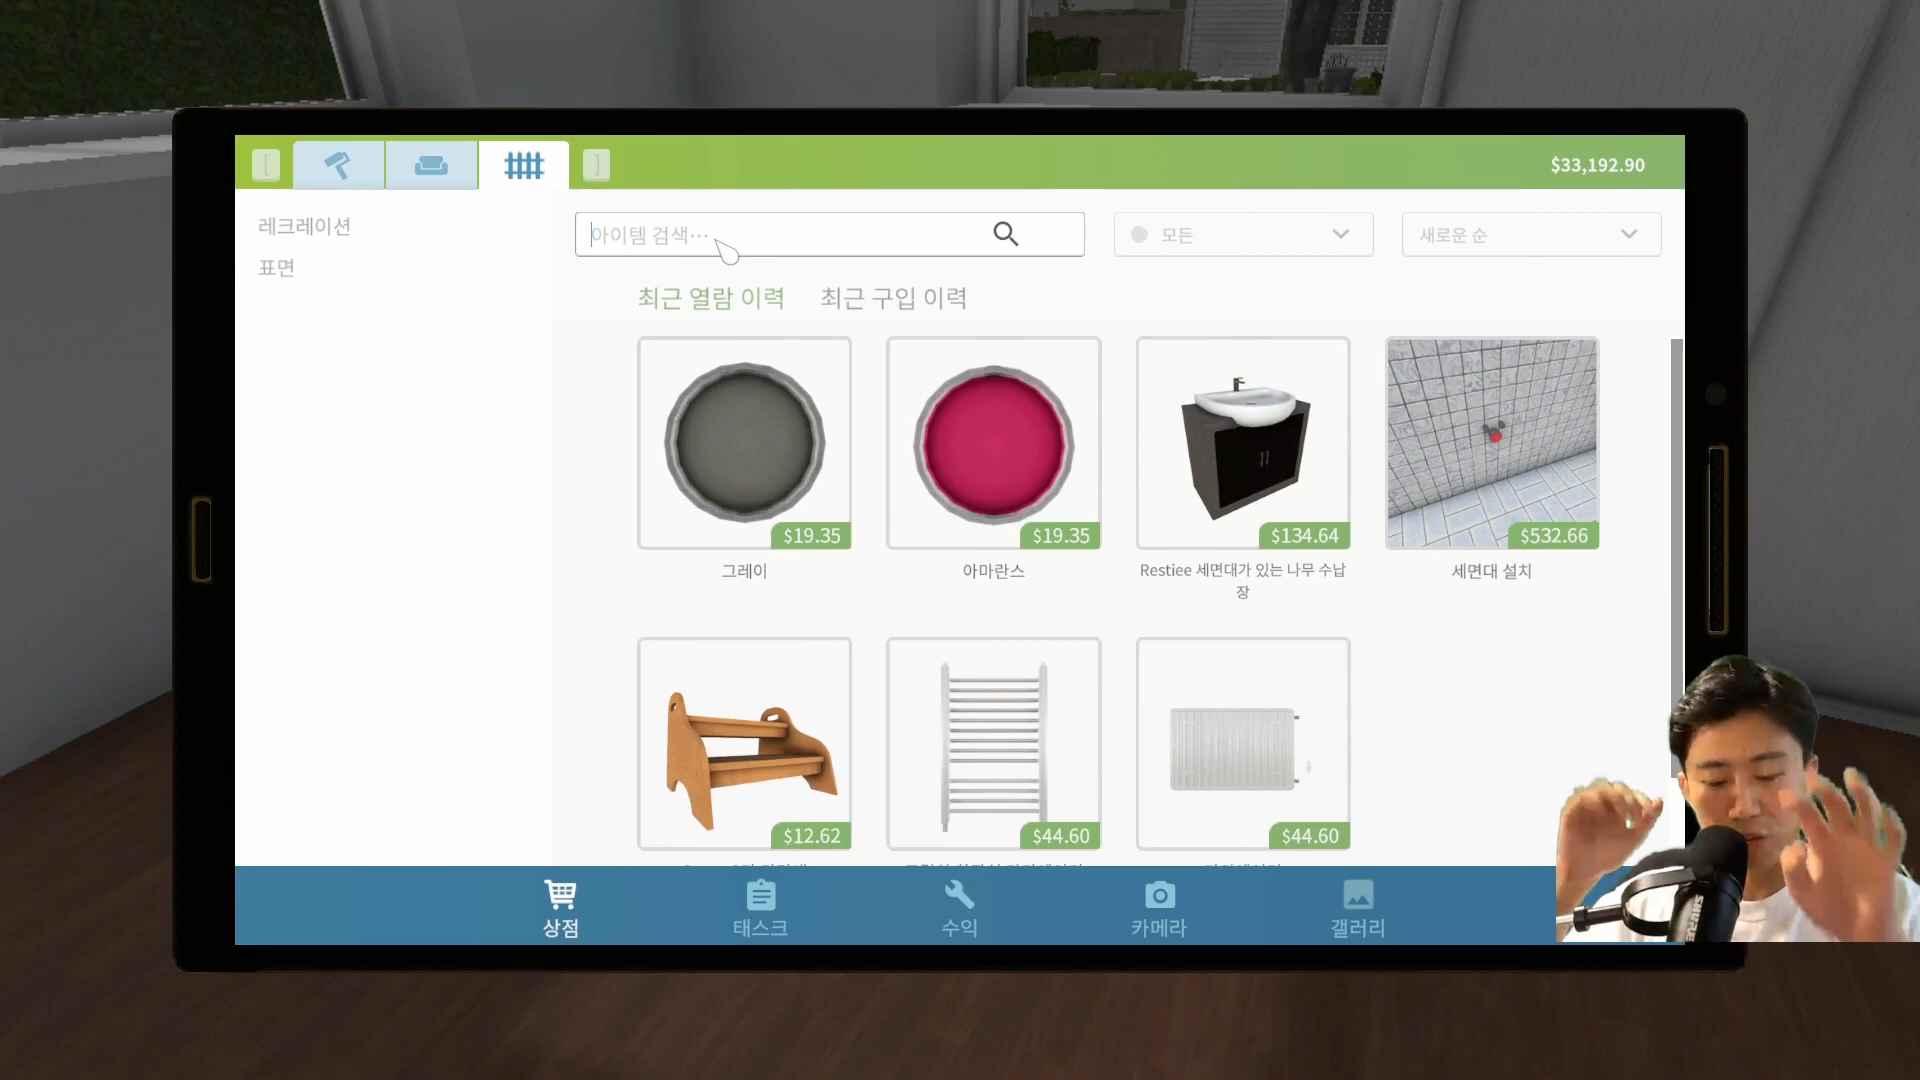 [
]
$33,192.90
레크레이션
표면
아이템 검색…
모든
새로운 순
최근 열람 이력
최근 구입 이력
$19.35
$19.35
$134.64
$532.66
그레이
아마란스
Restiee 세면대가 있는 나무 수납
장
세면대 설치
$12.62
$44.60
$44.60
상점
태스크
수익
카메라
갤러리
SHURE